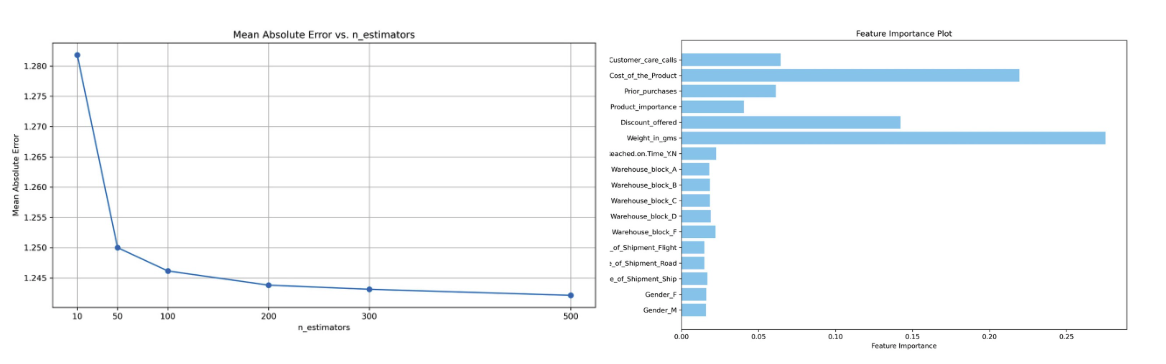 Mean Absolute Error vs. n_estimators
Mean Absolute Error
1.280
1.275
1.270
1.265
1.260
1.255
1.250
1.245
10 50 100 200 300 500
n_estimators
Feature Importance Plot
Customer_care_calls
Cost_of_the_Product
Prior_purchases
Product_importance
Discount_offered
Weight_in_gms
eached.on.Time_Y.N
Warehouse_block_A
Warehouse_block_B
Warehouse_block_C
Warehouse_block_D
Warehouse_block_F
_of_Shipment_Flight
e_of_Shipment_Road
e_of_Shipment_Ship
Gender_F
Gender_M
0.00 0.05 0.10 0.15 0.20 0.25
Feature Importance